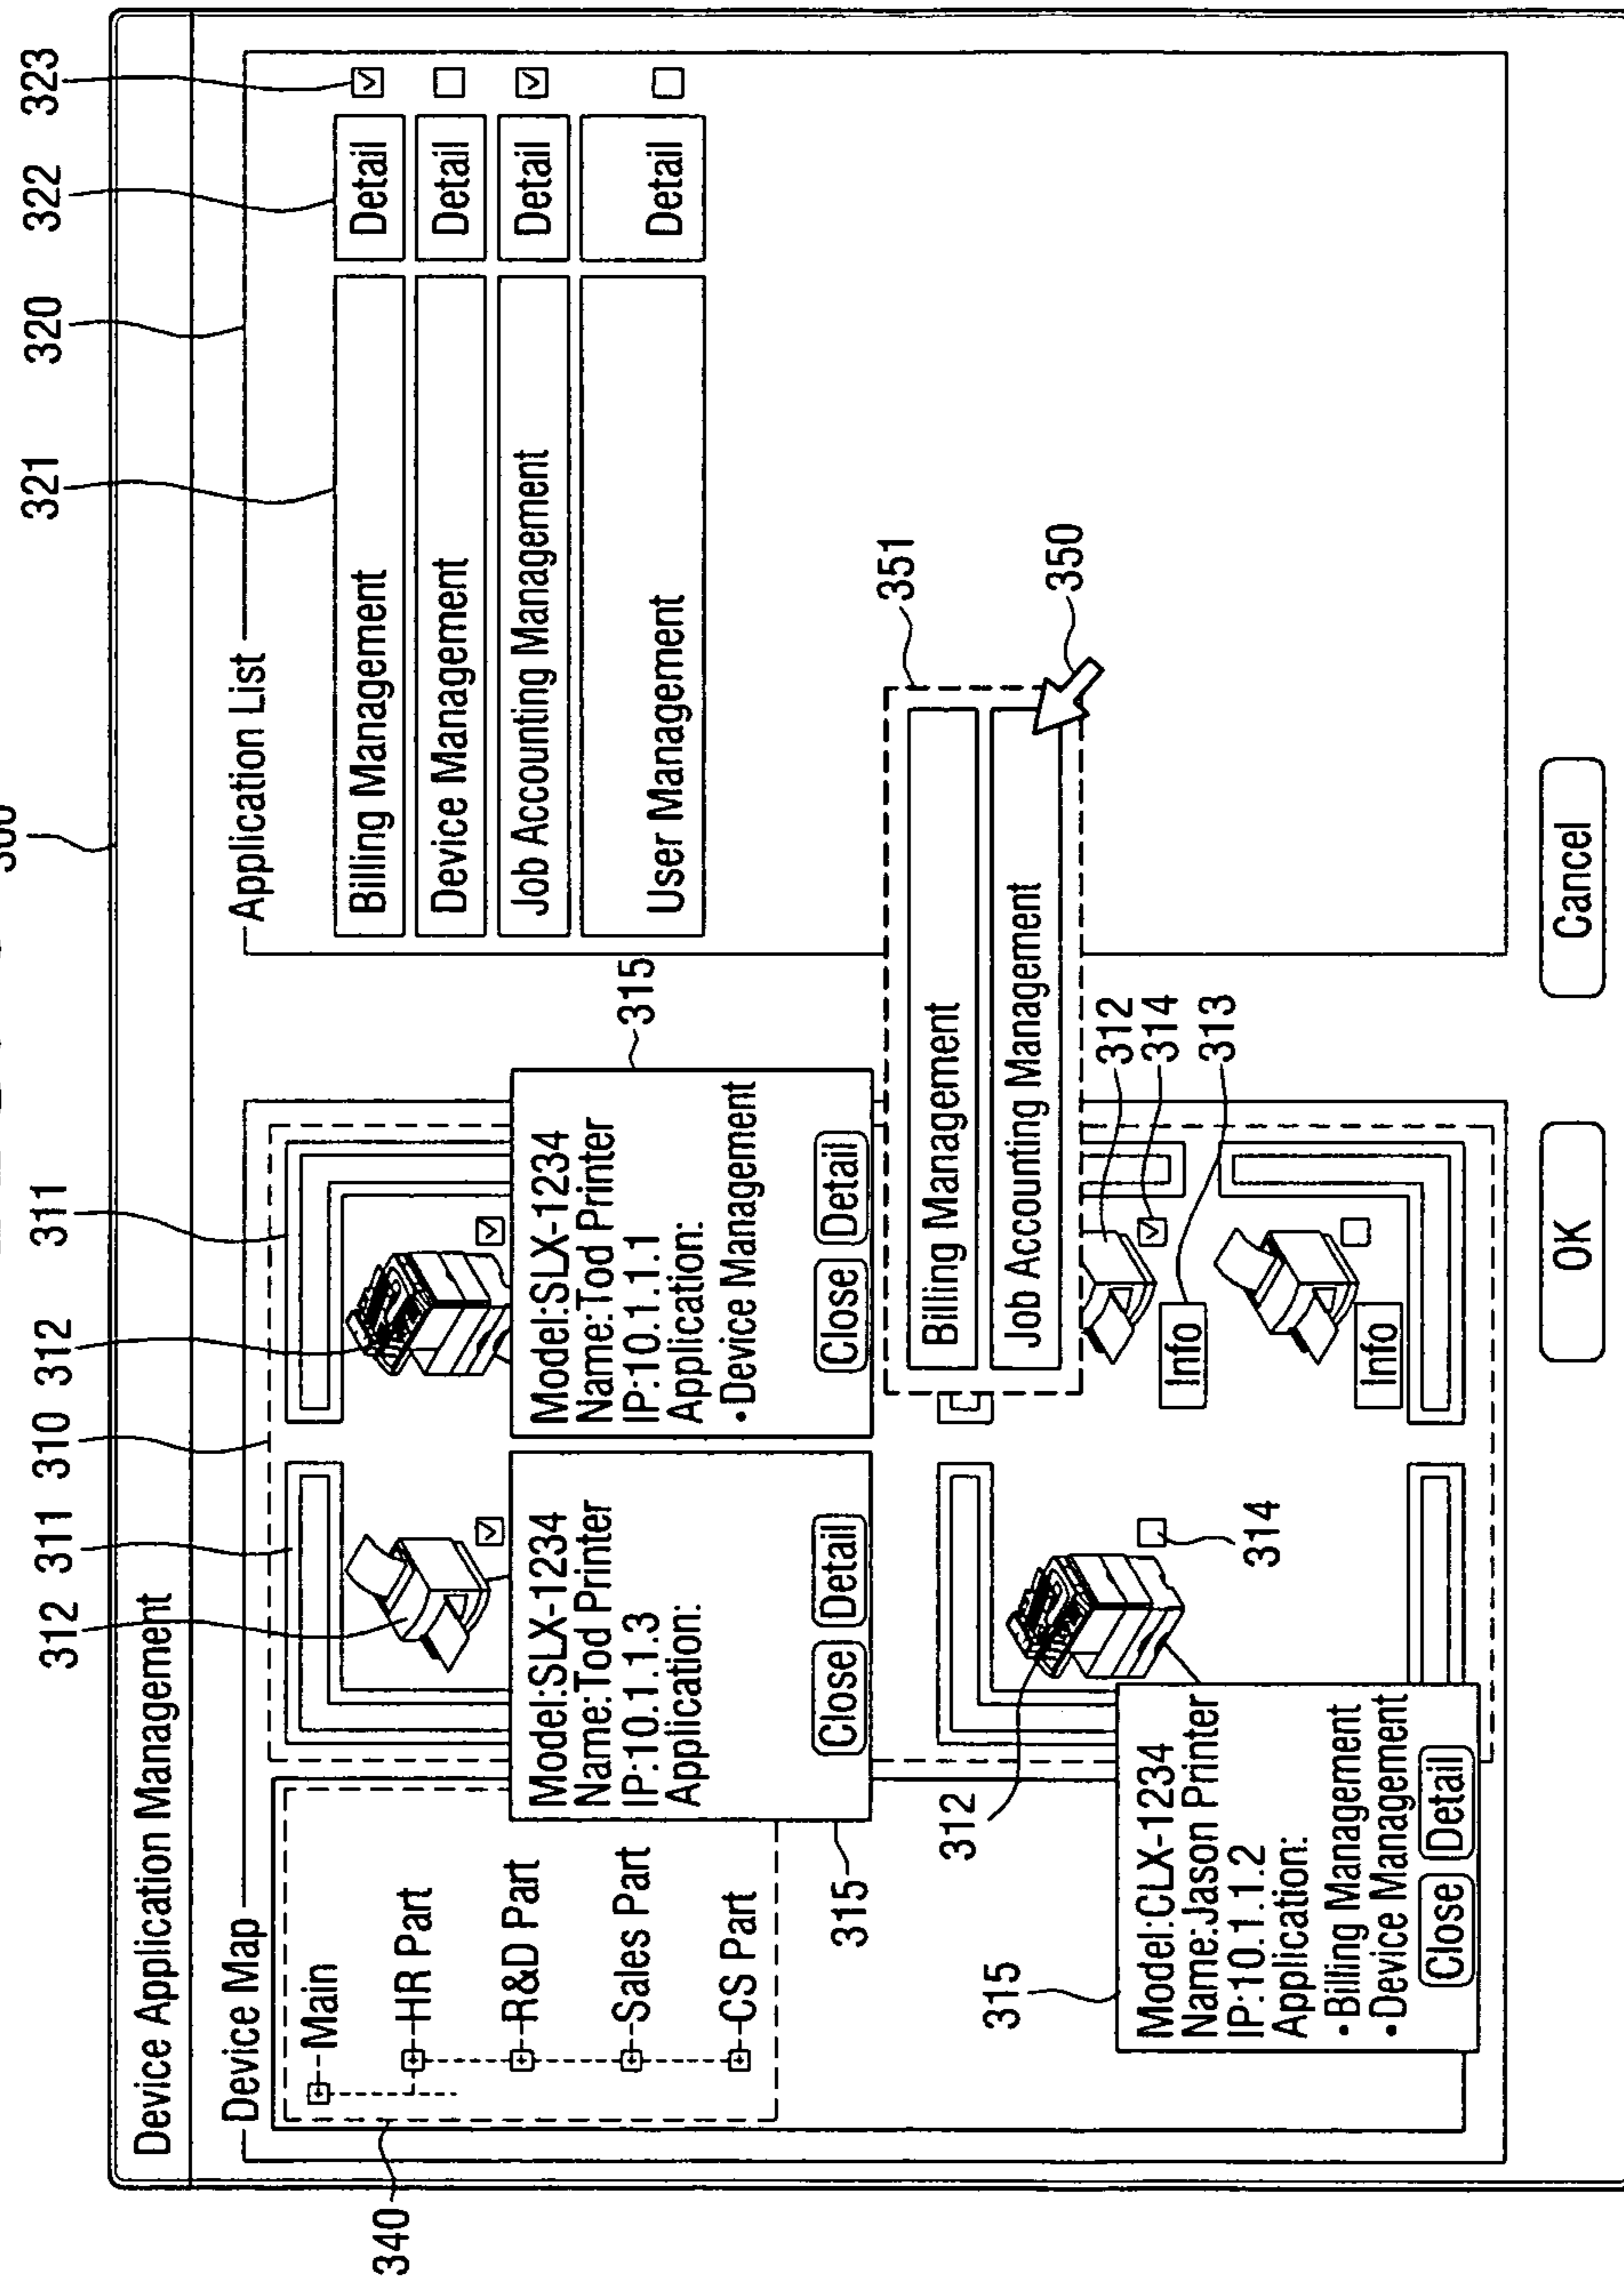 323
322
320
321
311
312
310
311
312
Device Application Management
Device Map
Main
HR Part
R&D Part
Sales Part
CS Part
340
Model:SLX-1234
Name:Tod Printer
IP:10.1.1.3
Application:
Close
Detail
315
Model:SLX-1234
Name:Tod Printer
IP:10.1.1.1
Application:
• Device Management
Close
Detail
315
Model:CLX-1234
Name:Jason Printer
IP:10.1.1.2
Application:
• Billing Management
• Device Management
Close
Detail
315
312
314
312
314
313
Info
Info
Application List
Billing Management
Detail
Device Management
Detail
Job Accounting Management
Detail
User Management
Detail
Billing Management
Job Accounting Management
351
350
OK
Cancel